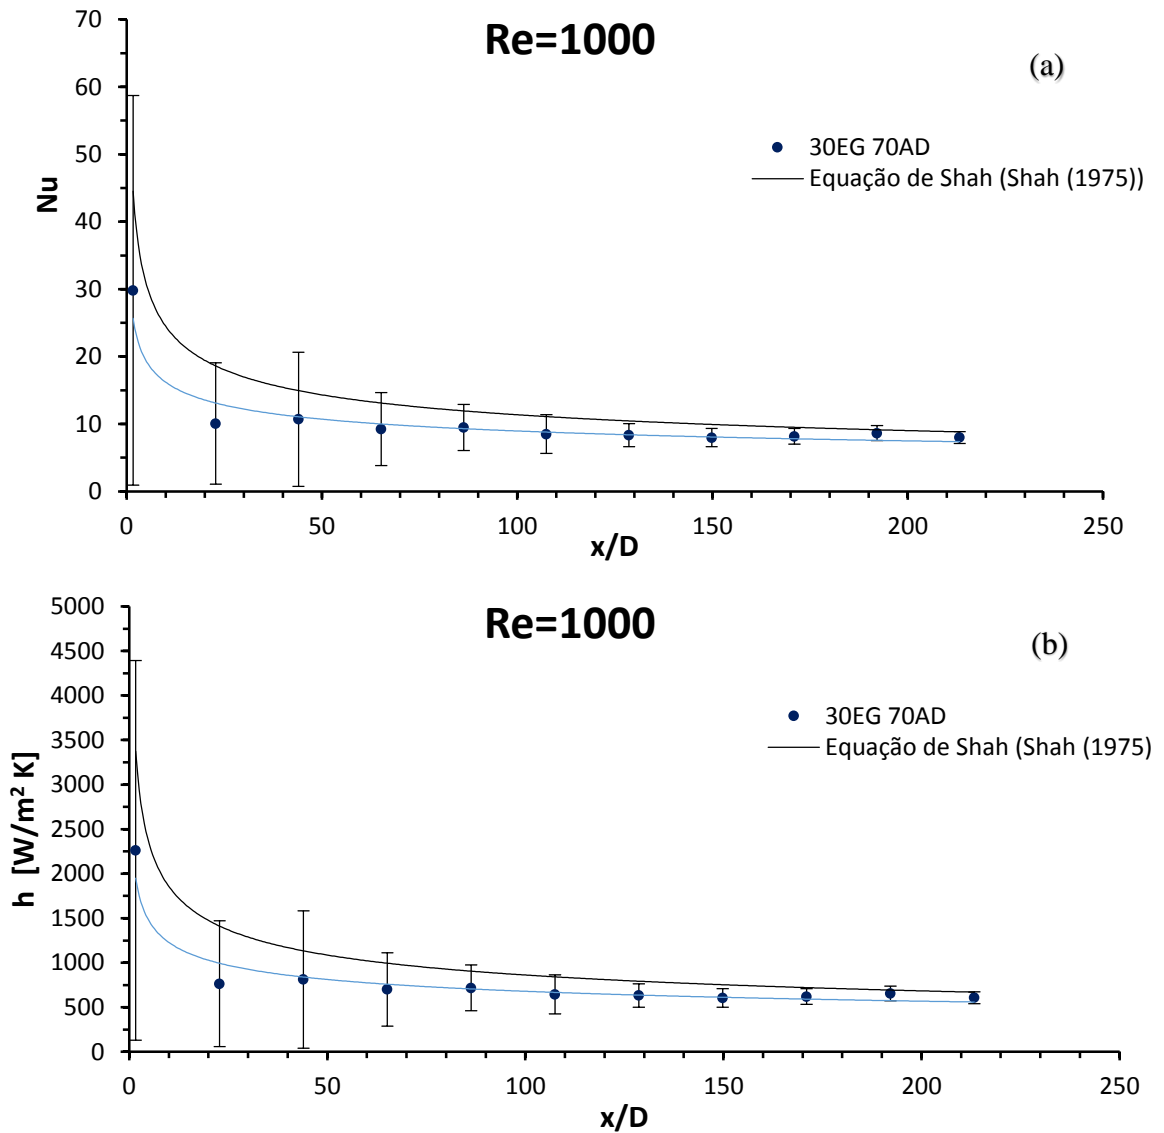 Re=1000
(a)
70
60
50
40
30
20
10
0
Nu
30EG 70AD
Equação de Shah (Shah (1975))
0 50 100 150 200 250
x/D
Re=1000
(b)
5000
4500
4000
3500
3000
2500
2000
1500
1000
500
0
h [W/m² K]
30EG 70AD
Equação de Shah (Shah (1975)
0 50 100 150 200 250
x/D